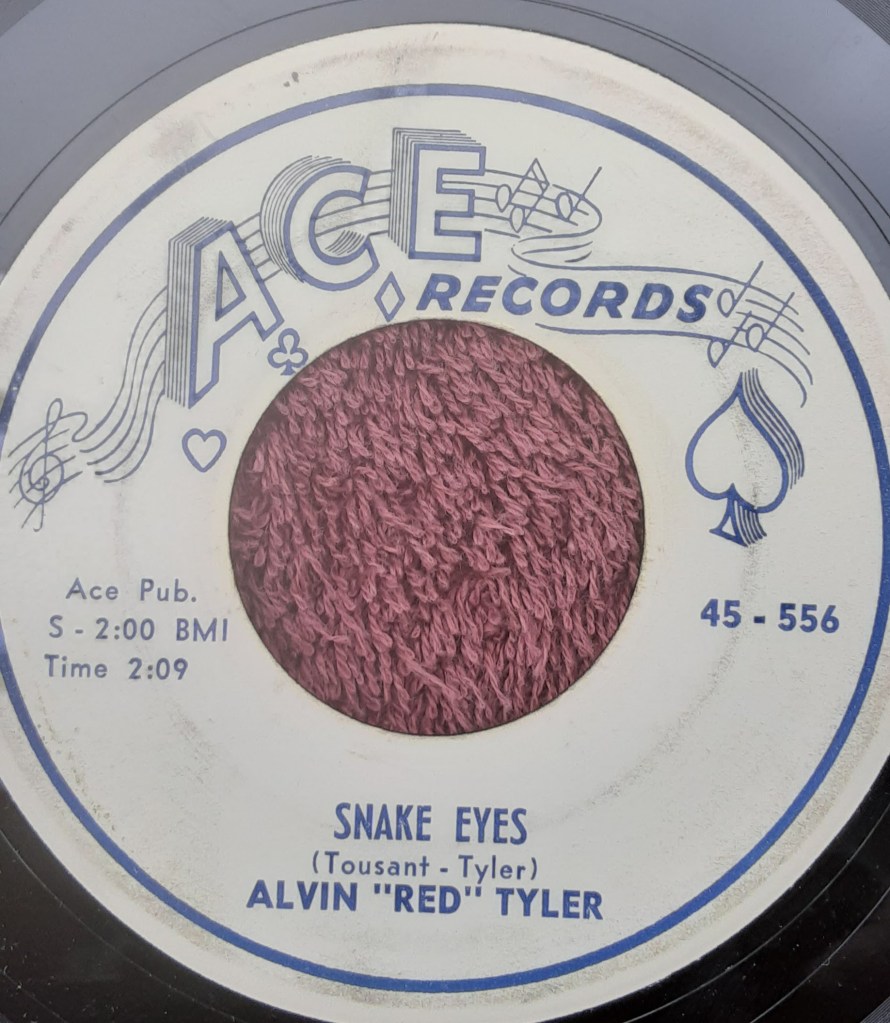 ACE
RECORDS
Ace Pub.
S - 2:00 BMI
Time 2:09
45 - 556
SNAKE EYES
(Tousant - Tyler)
ALVIN "RED" TYLER